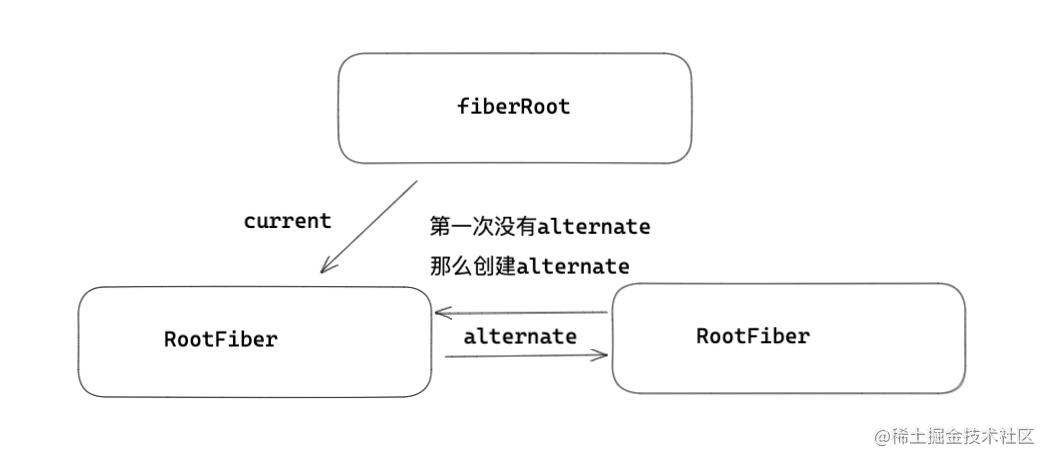 fiberRoot
current
第一次没有alternate
那么创建alternate
RootFiber
alternate
RootFiber
@稀土掘金技术社区